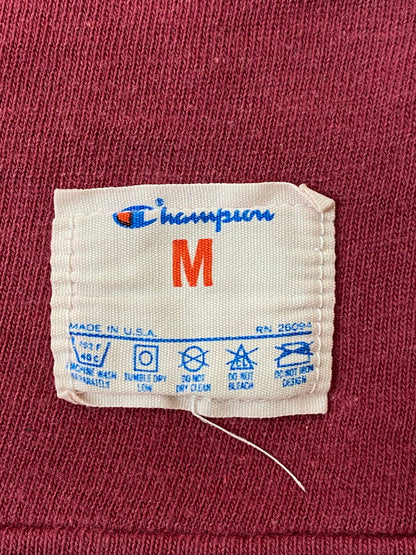 Champion
M
MADE IN U.S.A. RN 26094
102 F
40 C
MACHINE WASH SEPARATELY
TUMBLE DRY LOW
DO NOT DRY CLEAN
DO NOT BLEACH
DO NOT IRON DESIGN